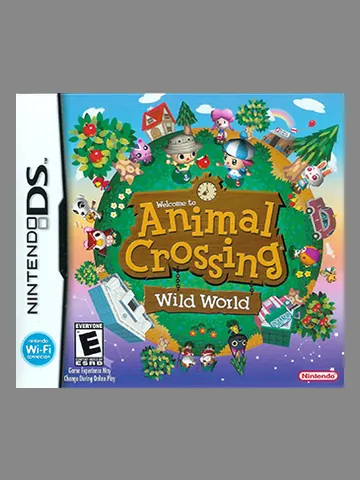 NINTENDO DS™
Welcome to
Animal
Crossing
Wild World
Nintendo
Wi-Fi
CONNECTION
EVERYONE
E
ESRB
Game Experience May
Change During Online Play
Nintendo